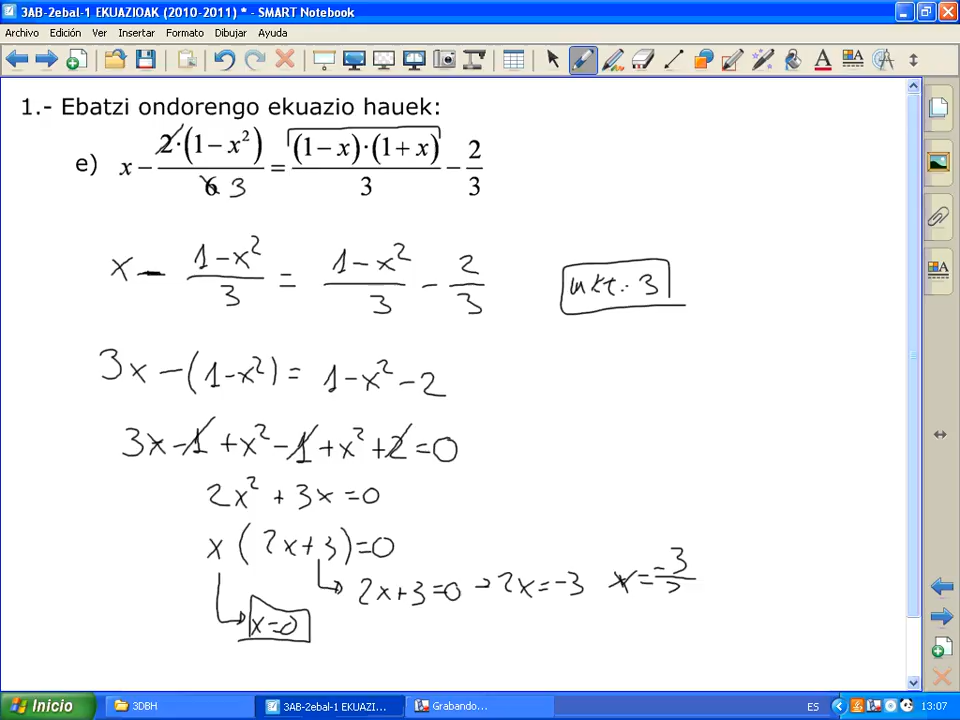 3AB-2ebal-1 EKUAZIOAK (2010-2011) * - SMART Notebook
Archivo Edición Ver Insertar Formato Dibujar Ayuda
1.- Ebatzi ondorengo ekuazio hauek:
e) x - 2·(1 - x²)/6 3 = (1 - x)·(1 + x)/3 - 2/3
x - (1-x²)/3 = (1-x²)/3 - 2/3
mkt: 3
3x - (1-x²) = 1-x² - 2
3x - 1 + x² - 1 + x² + 2 = 0
2x² + 3x = 0
x ( 2x+3 ) = 0
2x+3=0 → 2x = -3 x = -3/2
x=0
Inicio 3DBH 3AB-2ebal-1 EKUAZI... Grabando... ES 13:07